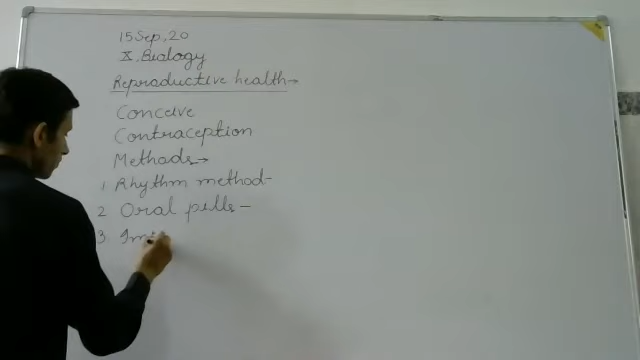 15 Sep, 20
X. Biology
Reproductive health→
Conceive
Contraception
Methods→
1. Rhythm method-
2. Oral pills-
3.